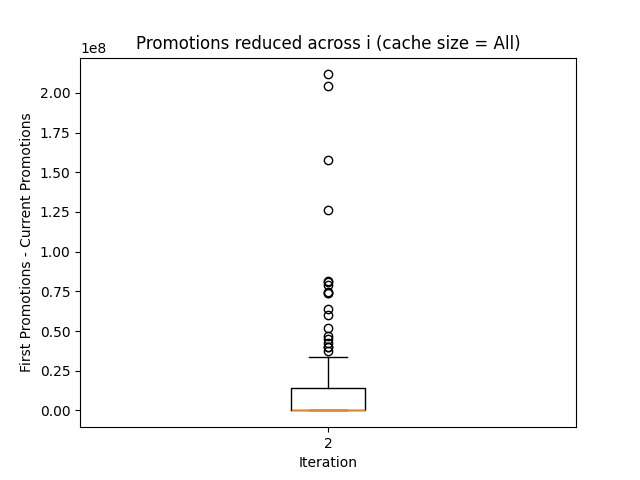 Promotions reduced across i (cache size = All)
1e8
2.00
1.75
1.50
1.25
1.00
0.75
0.50
0.25
0.00
First Promotions - Current Promotions
2
Iteration